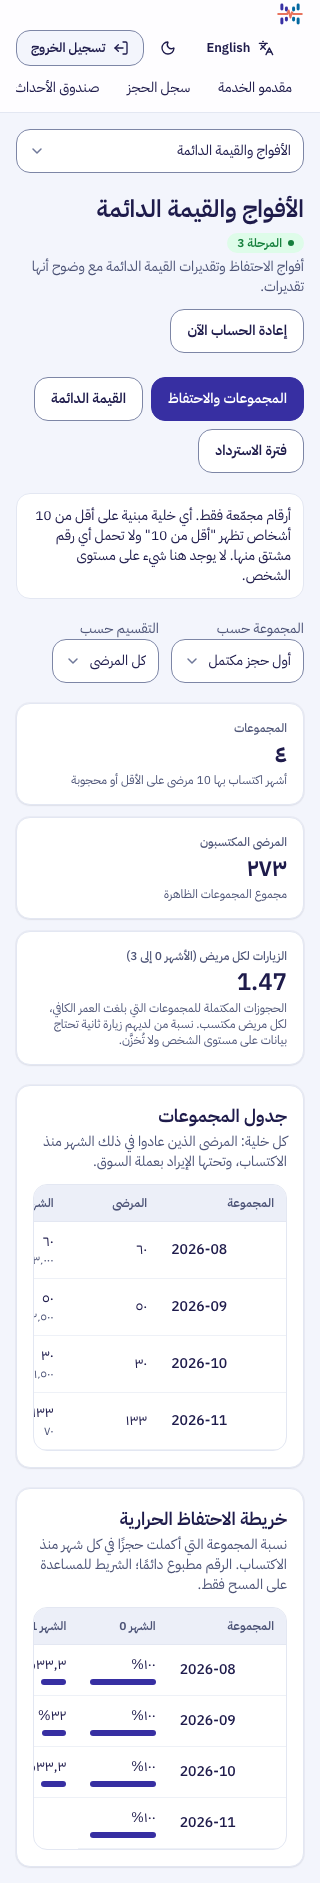 تسجيل الخروج
English
مقدمو الخدمة
سجل الحجز
صندوق الأحداث
الأفواج والقيمة الدائمة
الأفواج والقيمة الدائمة
المرحلة 3
أفواج الاحتفاظ وتقديرات القيمة الدائمة مع وضوح أنها
تقديرات.
إعادة الحساب الآن
المجموعات والاحتفاظ
القيمة الدائمة
فترة الاسترداد
أرقام مجمّعة فقط. أي خلية مبنية على أقل من 10
أشخاص تظهر "أقل من 10" ولا تحمل أي رقم
مشتق منها. لا يوجد هنا شيء على مستوى
الشخص.
المجموعة حسب
التقسيم حسب
أول حجز مكتمل
كل المرضى
المجموعات
٤
أشهر اكتساب بها 10 مرضى على الأقل أو محجوبة
المرضى المكتسبون
٢٧٣
مجموع المجموعات الظاهرة
الزيارات لكل مريض (الأشهر 0 إلى 3)
1.47
الحجوزات المكتملة للمجموعات التي بلغت العمر الكافي،
لكل مريض مكتسب. نسبة من لديهم زيارة ثانية تحتاج
بيانات على مستوى الشخص ولا تُخزَّن.
جدول المجموعات
كل خلية: المرضى الذين عادوا في ذلك الشهر منذ
الاكتساب، وتحتها الإيراد بعملة السوق.
المجموعة المرضى
2026-08 ٦٠ ٦٠
2026-09 ٥٠ ٥٠
2026-10 ٣٠ ٣٠
2026-11 ١٣٣ ١٣٣
٧٠
خريطة الاحتفاظ الحرارية
نسبة المجموعة التي أكملت حجزًا في كل شهر منذ
الاكتساب. الرقم مطبوع دائمًا؛ الشريط للمساعدة
على المسح فقط.
المجموعة الشهر 0 الشهر 1
2026-08 ١٠٠% ٣٣٫٣
2026-09 ١٠٠% ٣٢%
2026-10 ١٠٠% ٣٣٫٣
2026-11 ١٠٠%